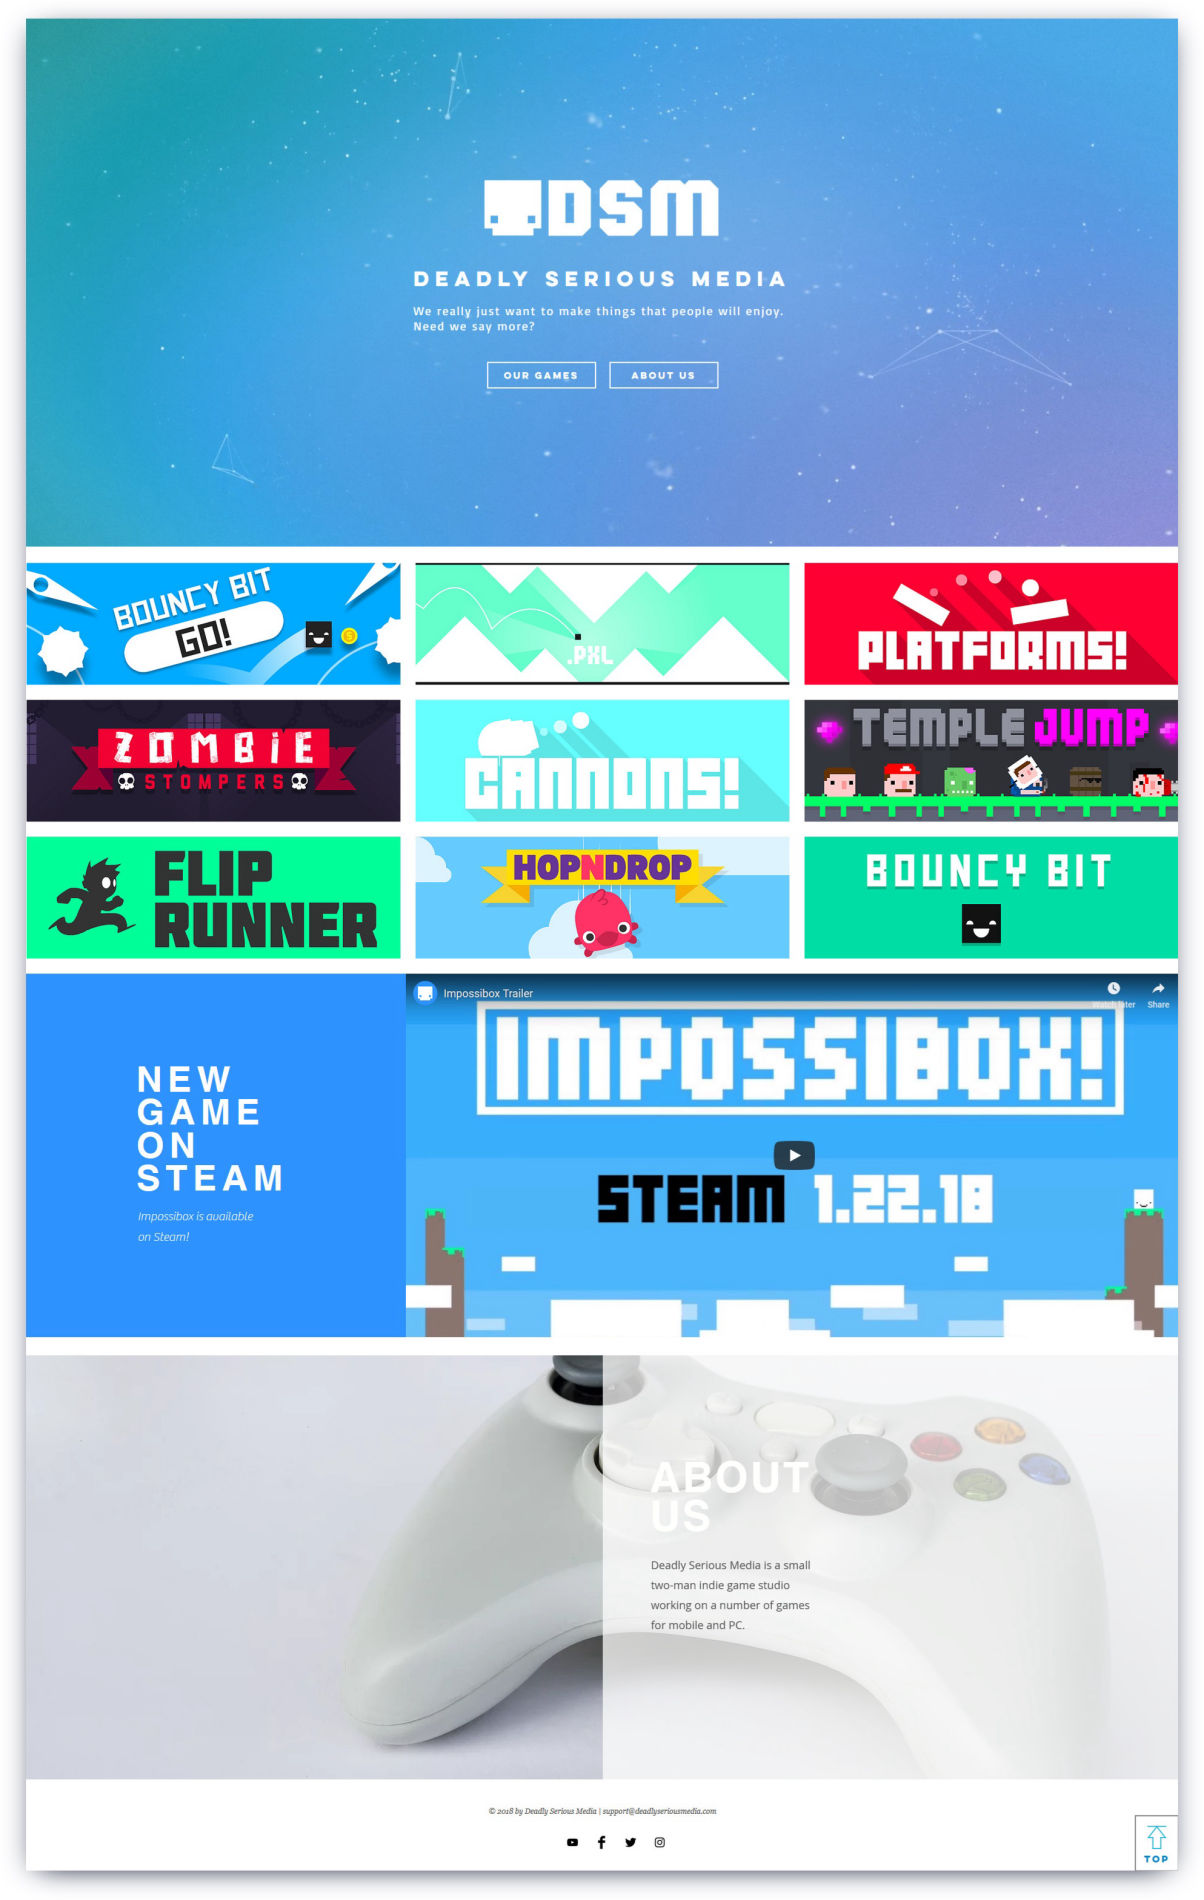 DSM
DEADLY SERIOUS MEDIA
We really just want to make things that people will enjoy.
Need we say more?
OUR GAMES
ABOUT US
BOUNCY BIT
GO!
.PXL
PLATFORMS!
ZOMBIE
STOMPERS
CANNONS!
TEMPLE JUMP
FLIP
RUNNER
HOPNDROP
BOUNCY BIT
NEW
GAME
ON
STEAM
Impossibox is available
on Steam!
Impossibox Trailer
Watch later
Share
IMPOSSIBOX!
STEAM 1.22.18
ABOUT
US
Deadly Serious Media is a small
two-man indie game studio
working on a number of games
for mobile and PC.
© 2018 by Deadly Serious Media | support@deadlyseriousmedia.com
TOP